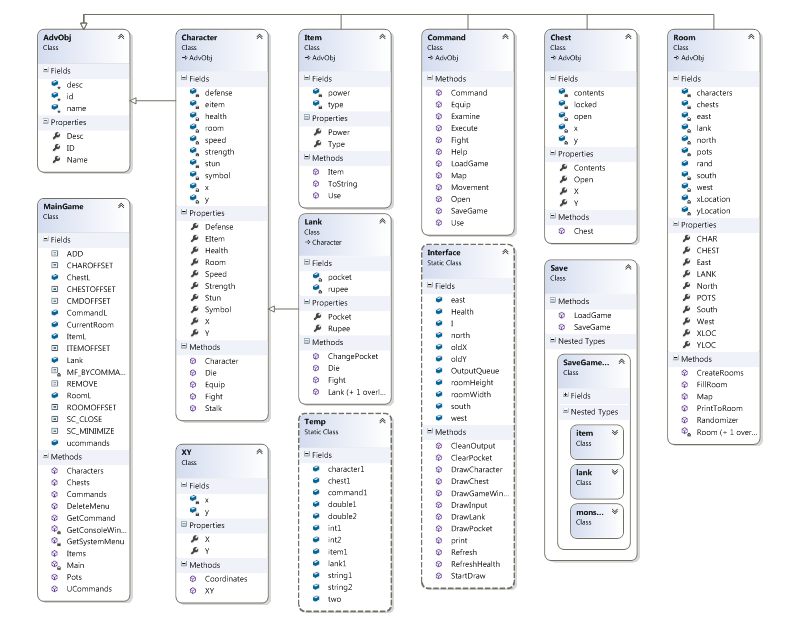 AdvObj
Class
Fields
desc
id
name
Properties
Desc
ID
Name
MainGame
Class
Fields
ADD
CHAROFFSET
ChestL
CHESTOFFSET
CMDOFFSET
CommandL
CurrentRoom
ItemL
ITEMOFFSET
Lank
MF_BYCOMMA...
REMOVE
RoomL
ROOMOFFSET
SC_CLOSE
SC_MINIMIZE
ucommands
Methods
Characters
Chests
Commands
DeleteMenu
GetCommand
GetConsoleWin...
GetSystemMenu
Items
Main
Pots
UCommands
Character
Class
AdvObj
Fields
defense
eitem
health
room
speed
strength
stun
symbol
x
y
Properties
Defense
EItem
Health
Room
Speed
Strength
Stun
Symbol
X
Y
Methods
Character
Die
Equip
Fight
Stalk
XY
Class
Fields
x
y
Properties
X
Y
Methods
Coordinates
XY
Item
Class
AdvObj
Fields
power
type
Properties
Power
Type
Methods
Item
ToString
Use
Lank
Class
Character
Fields
pocket
rupee
Properties
Pocket
Rupee
Methods
ChangePocket
Die
Fight
Lank (+ 1 overl...
Temp
Static Class
Fields
character1
chest1
command1
double1
double2
int1
int2
item1
lank1
string1
string2
two
Command
Class
AdvObj
Methods
Command
Equip
Examine
Execute
Fight
Help
LoadGame
Map
Movement
Open
SaveGame
Use
Interface
Static Class
Fields
east
Health
I
north
oldX
oldY
OutputQueue
roomHeight
roomWidth
south
west
Methods
CleanOutput
ClearPocket
DrawCharacter
DrawChest
DrawGameWin...
DrawInput
DrawLank
DrawPocket
print
Refresh
RefreshHealth
StartDraw
Chest
Class
AdvObj
Fields
contents
locked
open
x
y
Properties
Contents
Open
X
Y
Methods
Chest
Save
Class
Methods
LoadGame
SaveGame
Nested Types
SaveGame...
Class
Fields
Nested Types
item
Class
lank
Class
mons...
Class
Room
Class
AdvObj
Fields
characters
chests
east
lank
north
pots
rand
south
west
xLocation
yLocation
Properties
CHAR
CHEST
East
LANK
North
POTS
South
West
XLOC
YLOC
Methods
CreateRooms
FillRoom
Map
PrintToRoom
Randomizer
Room (+ 1 over...